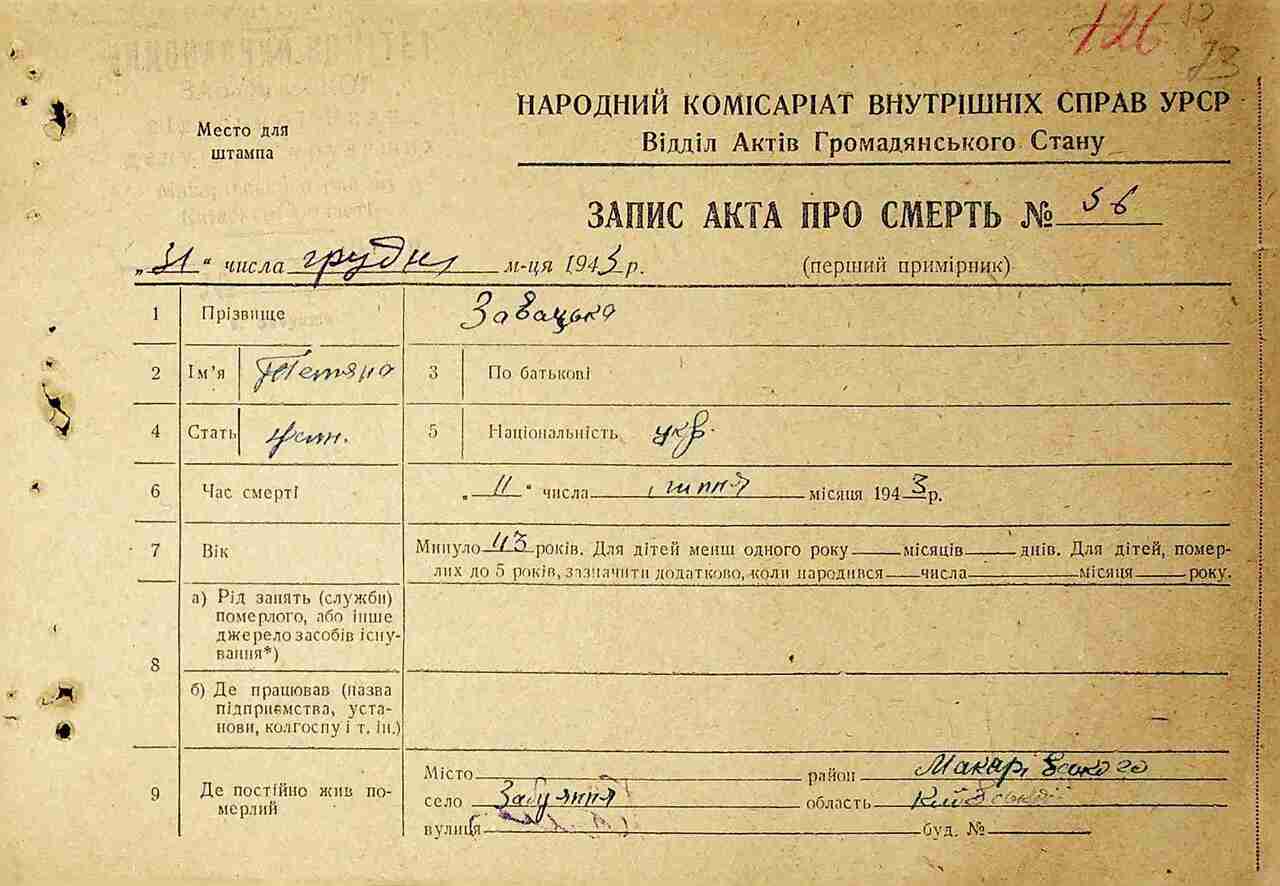 126
НАРОДНИЙ КОМІСАРІАТ ВНУТРІШНІХ СПРАВ УРСР
Место для штампа
Відділ Актів Громадянського Стану
ЗАПИС АКТА ПРО СМЕРТЬ № 56
„31“ числа грудня м-ця 1943 р. (перший примірник)
1 Прізвище Завацька
2 Ім'я Тетяна 3 По батькові
4 Стать жін. 5 Національність укр.
6 Час смерті „11“ числа липня місяця 1943 р.
7 Вік Минуло 43 років. Для дітей менш одного року місяців днів. Для дітей, помер-
лих до 5 років, зазначити додатково, коли народився числа місяця року.
8 а) Рід занять (служби)
померлого, або інше
джерело засобів існу-
вання*)
б) Де працював (назва
підприємства, уста-
нови, колгоспу і т. ін.)
9 Де постійно жив по-
мерлий
Місто район Макарівського
село Забуяння область Київської
вулиця буд. №